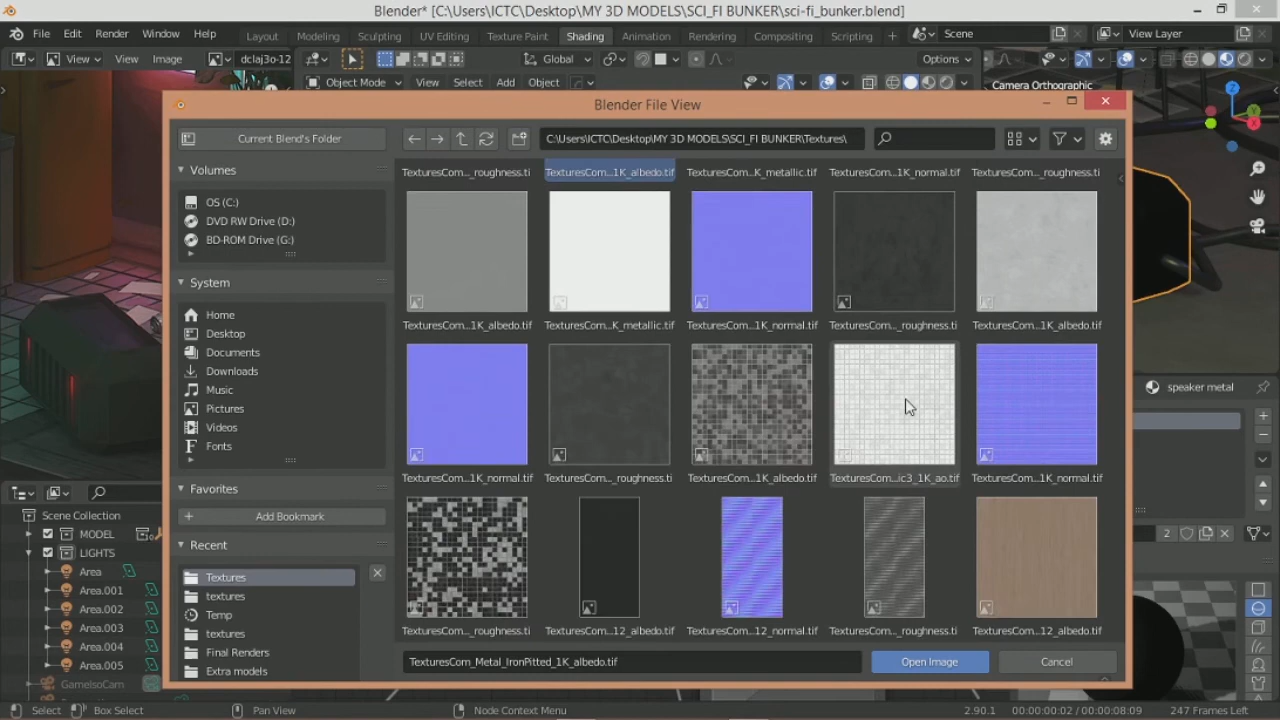 Blender* [C:\Users\ICTC\Desktop\MY 3D MODELS\SCI_FI BUNKER\sci-fi_bunker.blend]
File Edit Render Window Help Layout Modeling Sculpting UV Editing Texture Paint Shading Animation Rendering Compositing Scripting + Scene View Layer
View View Image dclaj3o-12 Global Options
Object Mode View Select Add Object
Camera Orthographic
Blender File View
Current Blend's Folder C:\Users\ICTC\Desktop\MY 3D MODELS\SCI_FI BUNKER\Textures\
Volumes
OS (C:)
DVD RW Drive (D:)
BD-ROM Drive (G:)
System
Home
Desktop
Documents
Downloads
Music
Pictures
Videos
Fonts
Favorites
Add Bookmark
Recent
Textures
textures
Temp
textures
Final Renders
Extra models
TexturesCom..._roughness.ti TexturesCom...1K_albedo.tif TexturesCom...K_metallic.tif TexturesCom...1K_normal.tif TexturesCom..._roughness.ti
TexturesCom...1K_albedo.tif TexturesCom...K_metallic.tif TexturesCom...1K_normal.tif TexturesCom..._roughness.ti TexturesCom...1K_albedo.tif
TexturesCom...1K_normal.tif TexturesCom..._roughness.ti TexturesCom...1K_albedo.tif TexturesCom...ic3_1K_ao.tif TexturesCom...1K_normal.tif
TexturesCom..._roughness.ti TexturesCom...12_albedo.tif TexturesCom...12_normal.tif TexturesCom..._roughness.ti TexturesCom...12_albedo.tif
TexturesCom_Metal_IronPitted_1K_albedo.tif Open Image Cancel
speaker metal
2
Scene Collection
MODEL
LIGHTS
Area
Area.001
Area.002
Area.003
Area.004
Area.005
GameIsoCam
Select Box Select Pan View Node Context Menu 2.90.1 00:00:00:02 / 00:00:08:09 247 Frames Left